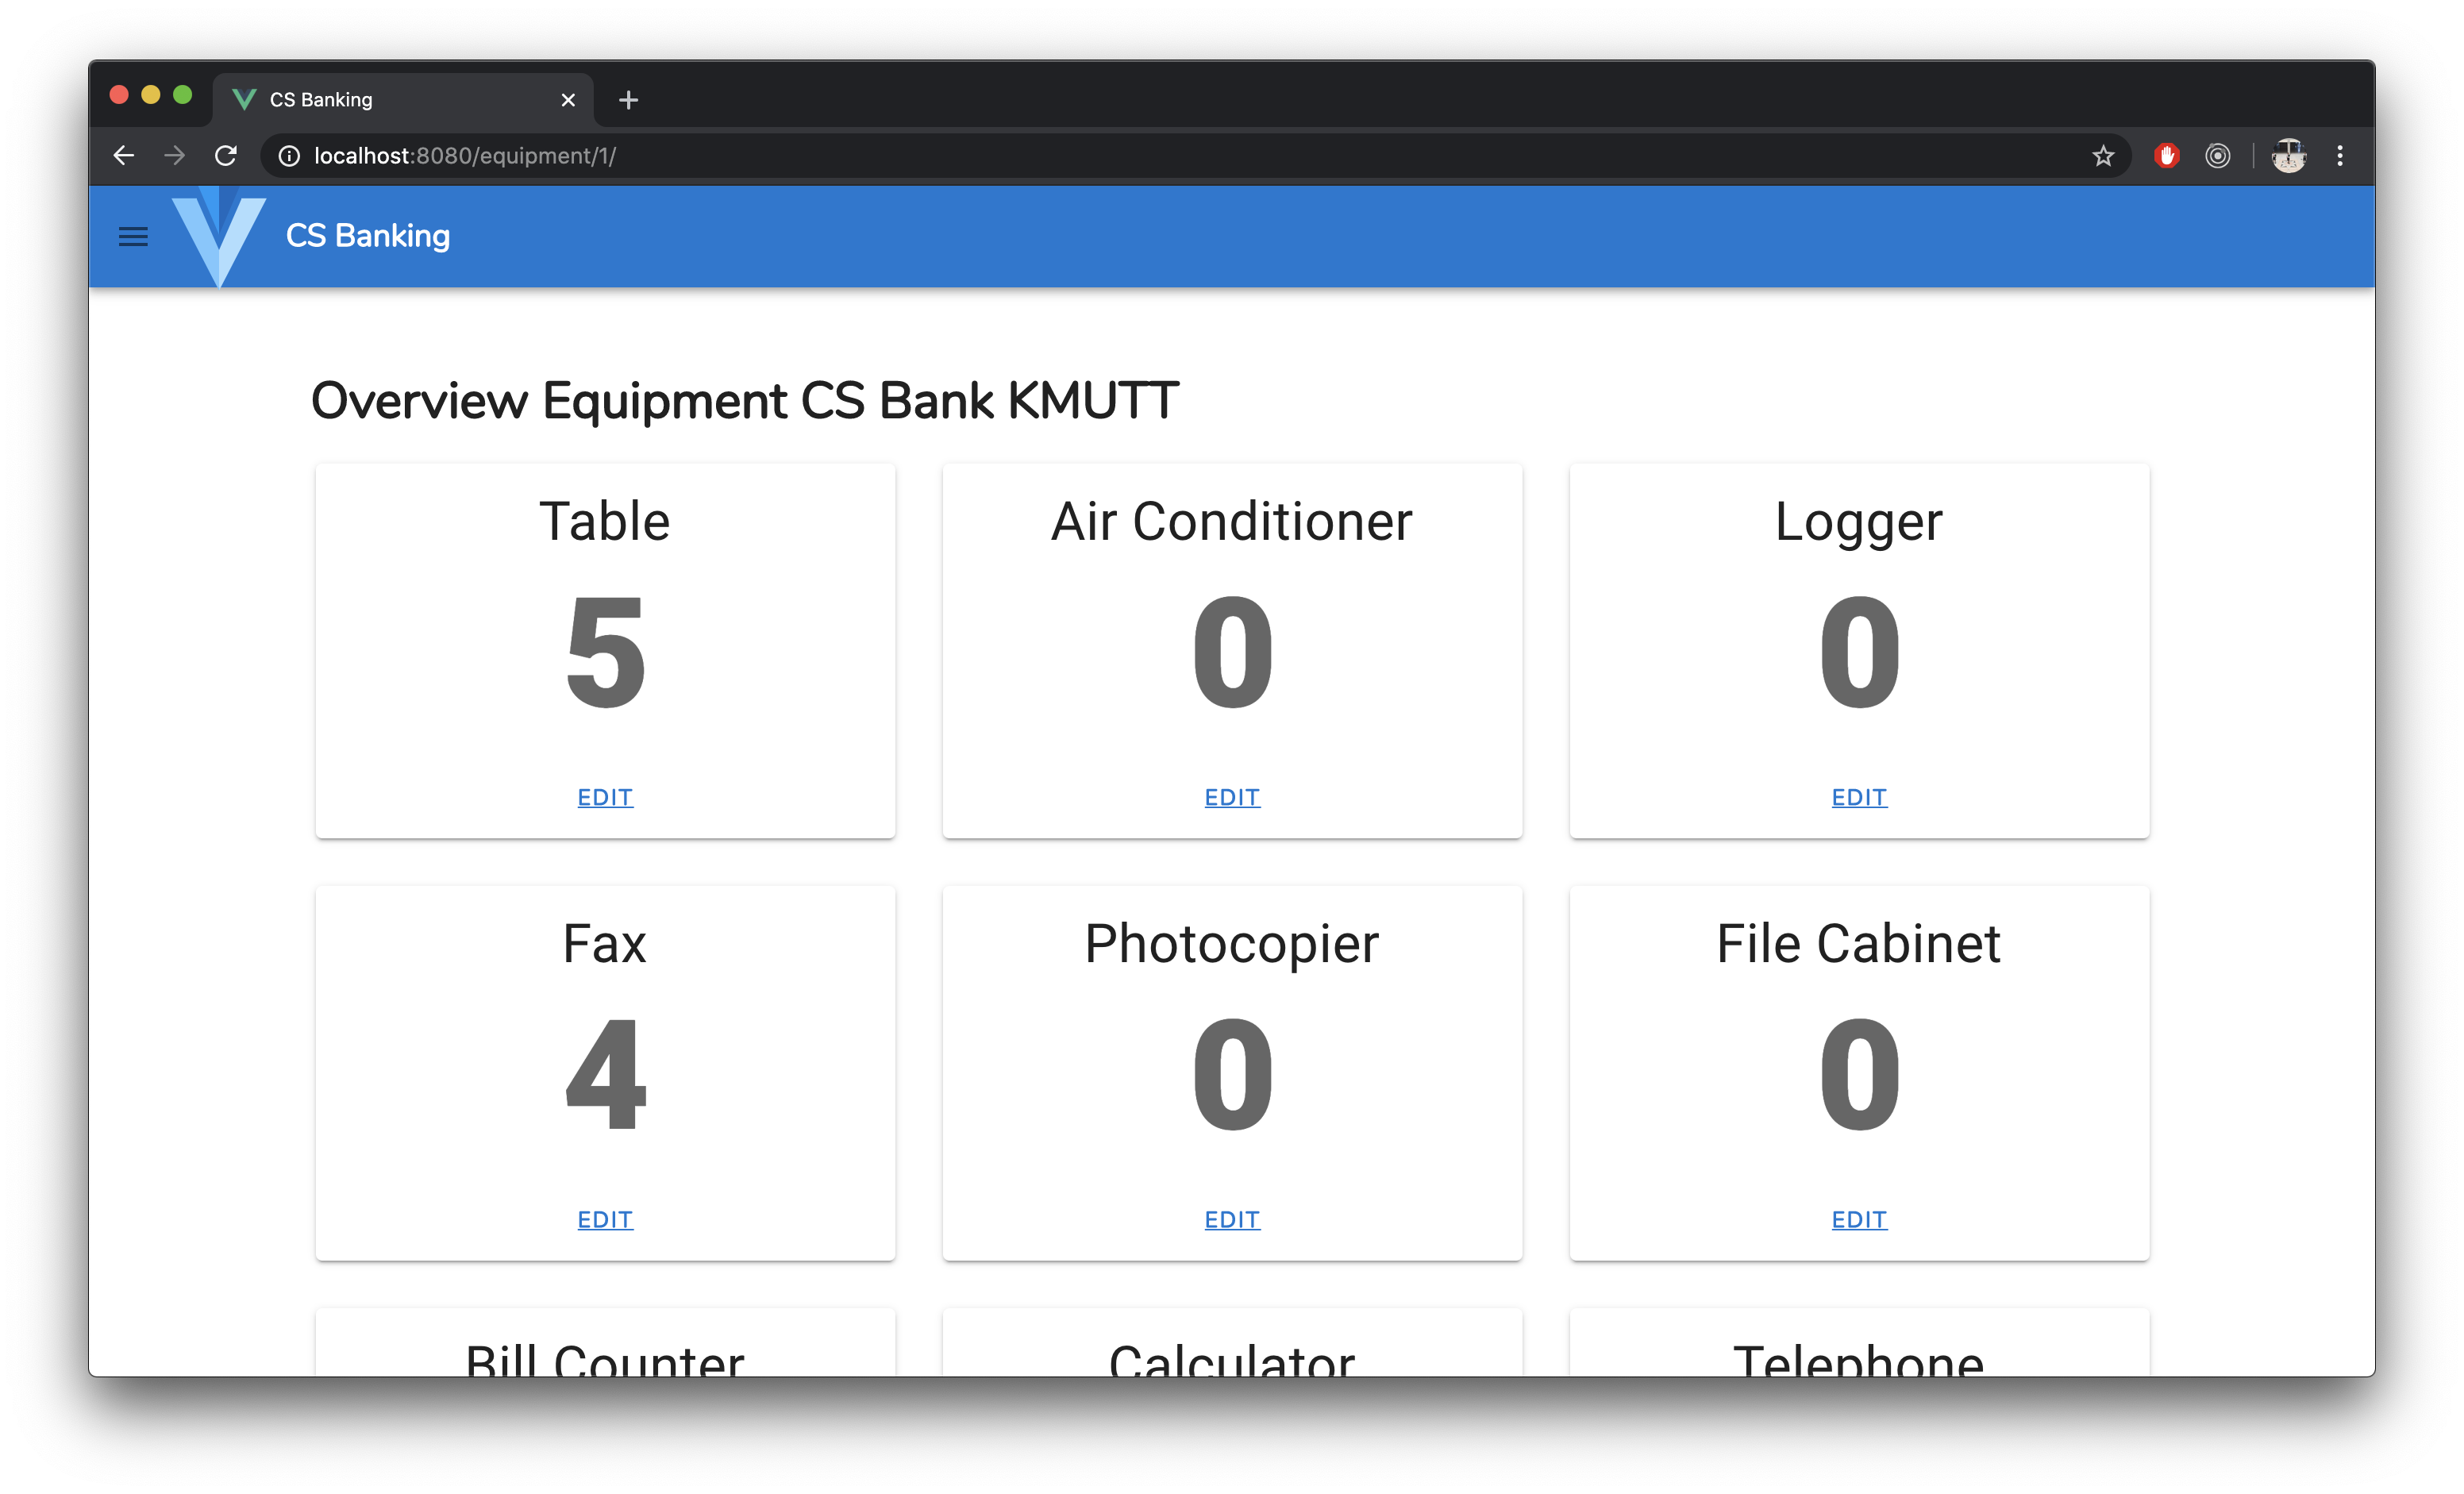 CS Banking
localhost:8080/equipment/1/
CS Banking
Overview Equipment CS Bank KMUTT
Table
Air Conditioner
Logger
5
0
0
EDIT
EDIT
EDIT
Fax
Photocopier
File Cabinet
4
0
0
EDIT
EDIT
EDIT
Bill Counter
Calculator
Telephone